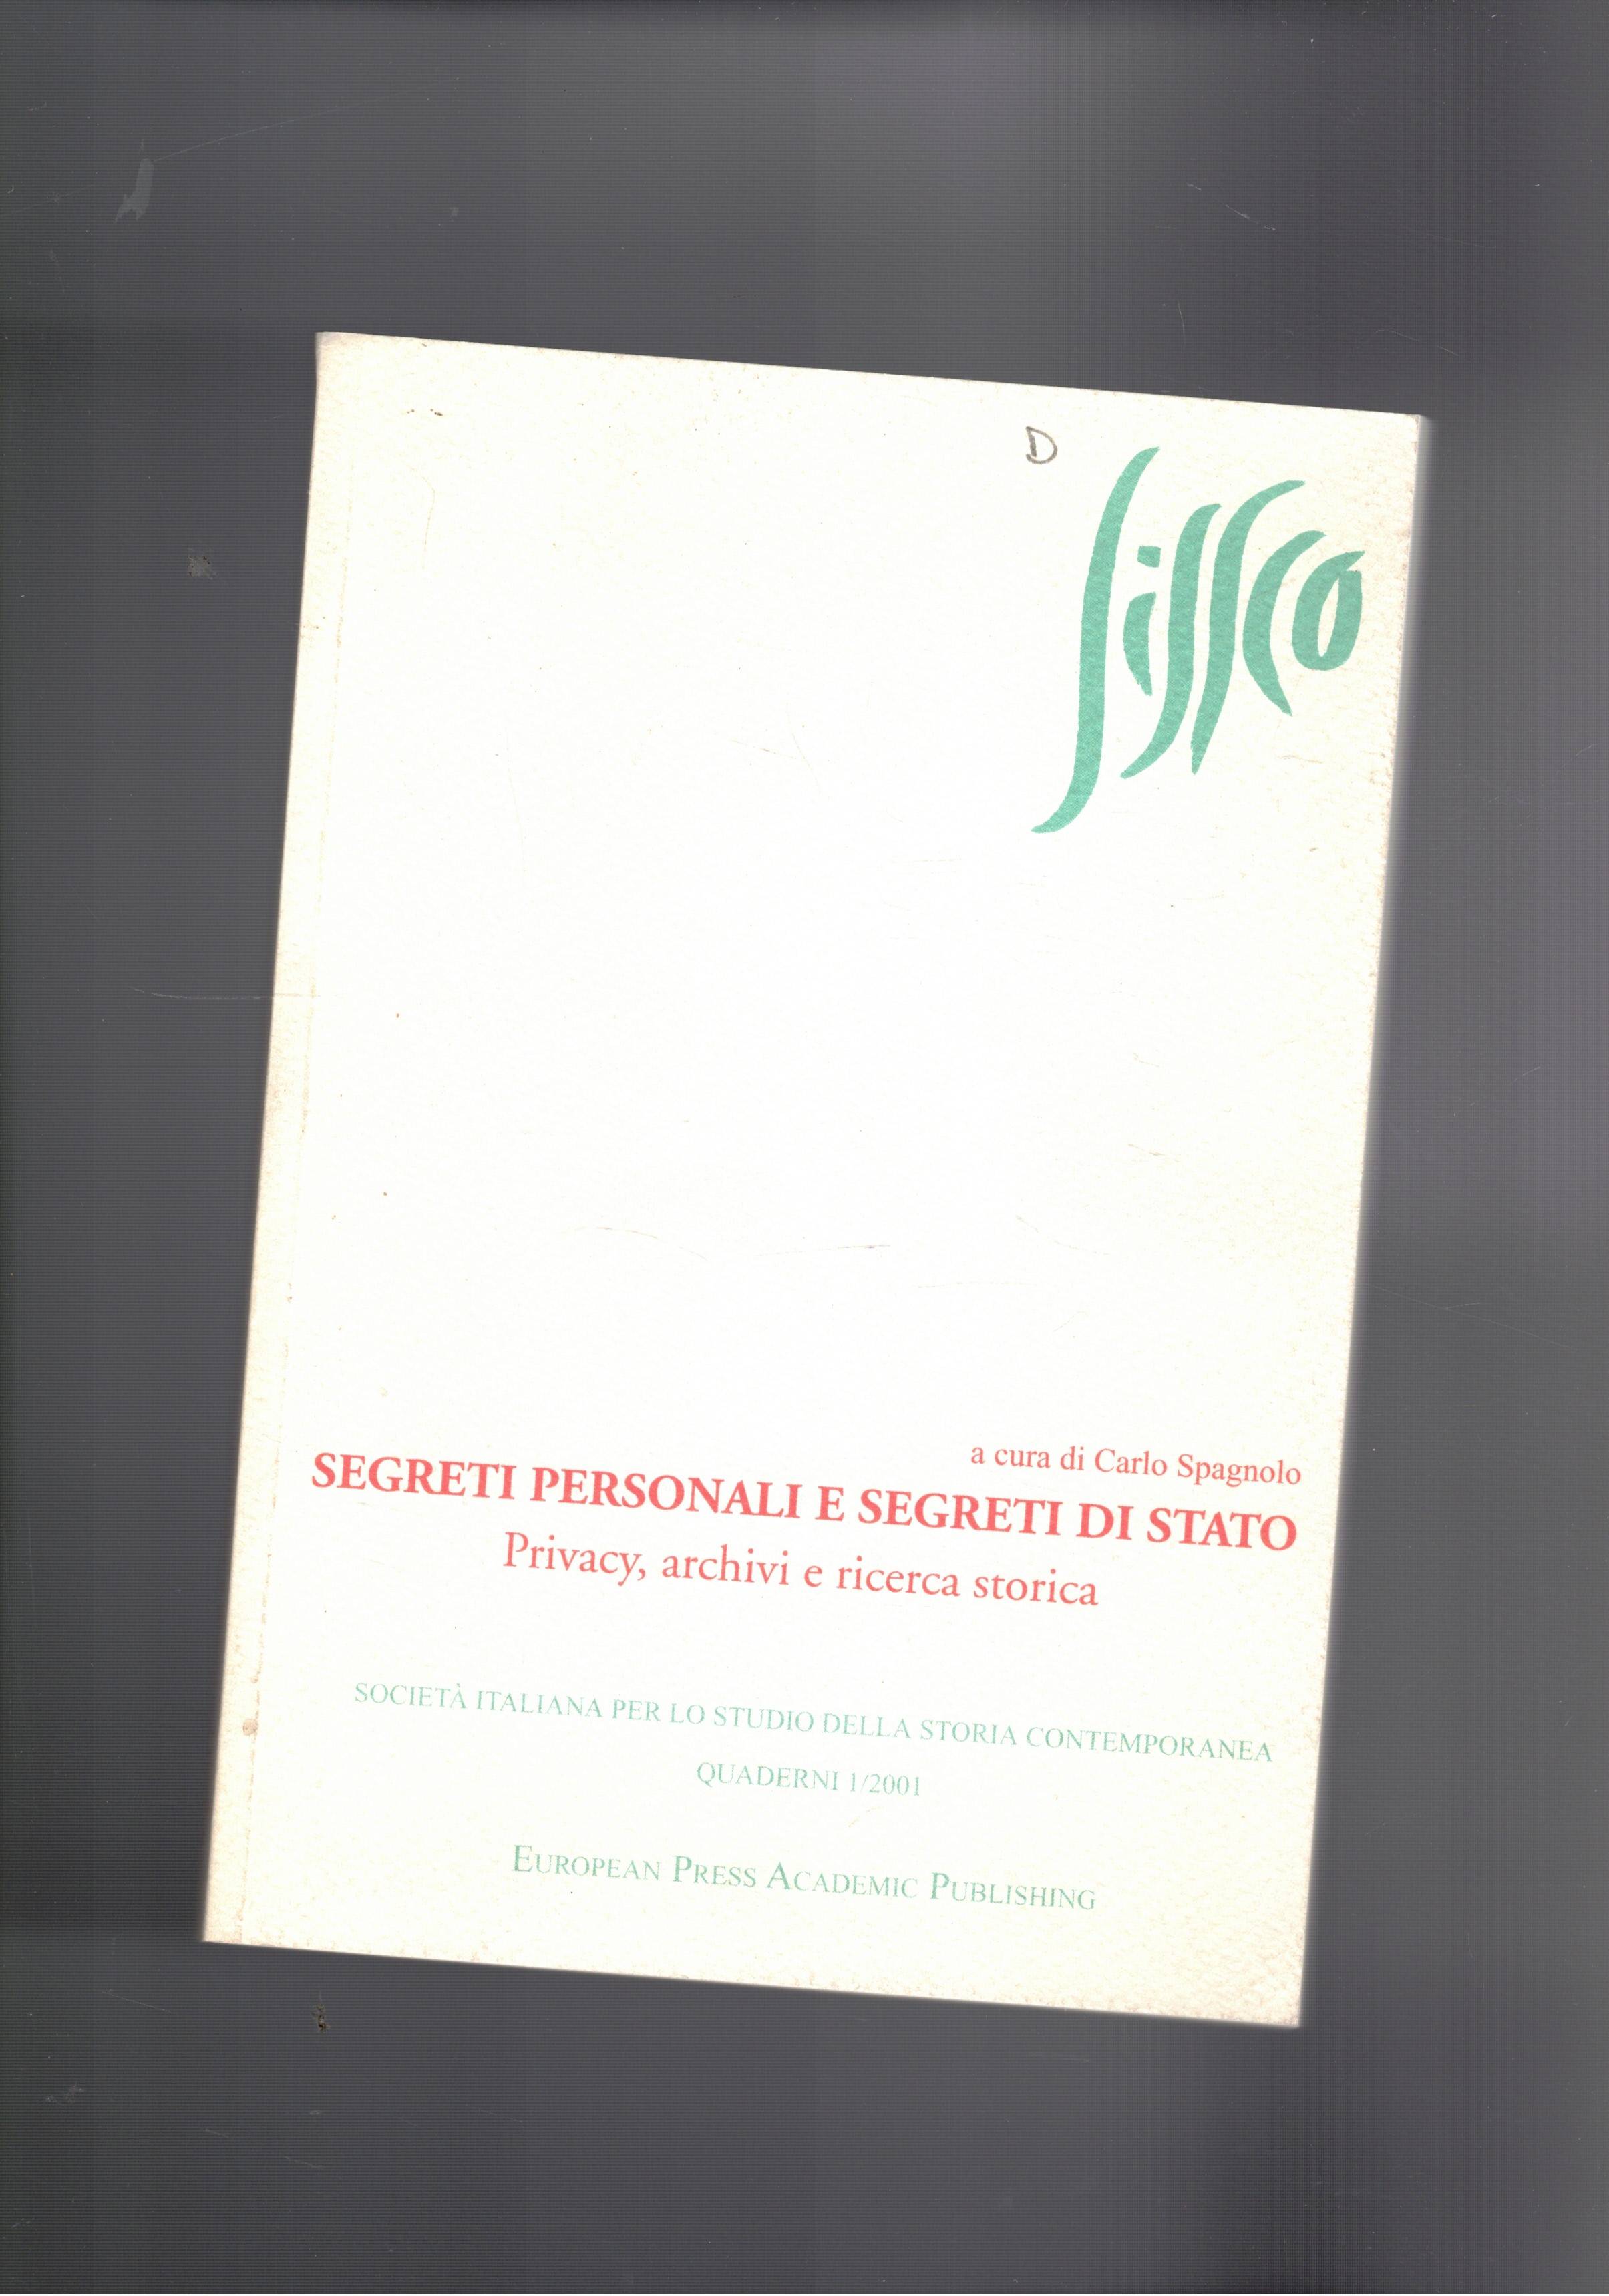 D
sissco
a cura di Carlo Spagnolo
SEGRETI PERSONALI E SEGRETI DI STATO
Privacy, archivi e ricerca storica
SOCIETÀ ITALIANA PER LO STUDIO DELLA STORIA CONTEMPORANEA
QUADERNI 1/2001
EUROPEAN PRESS ACADEMIC PUBLISHING